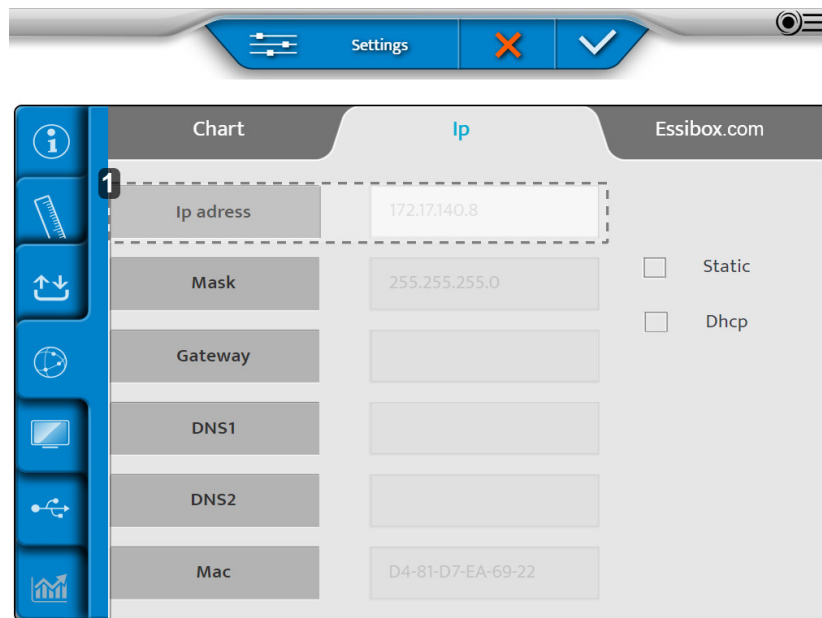 Settings
Chart Ip Essibox.com
1
Ip adress 172.17.140.8
Mask 255.255.255.0 Static
Dhcp
Gateway
DNS1
DNS2
Mac D4-81-D7-EA-69-22